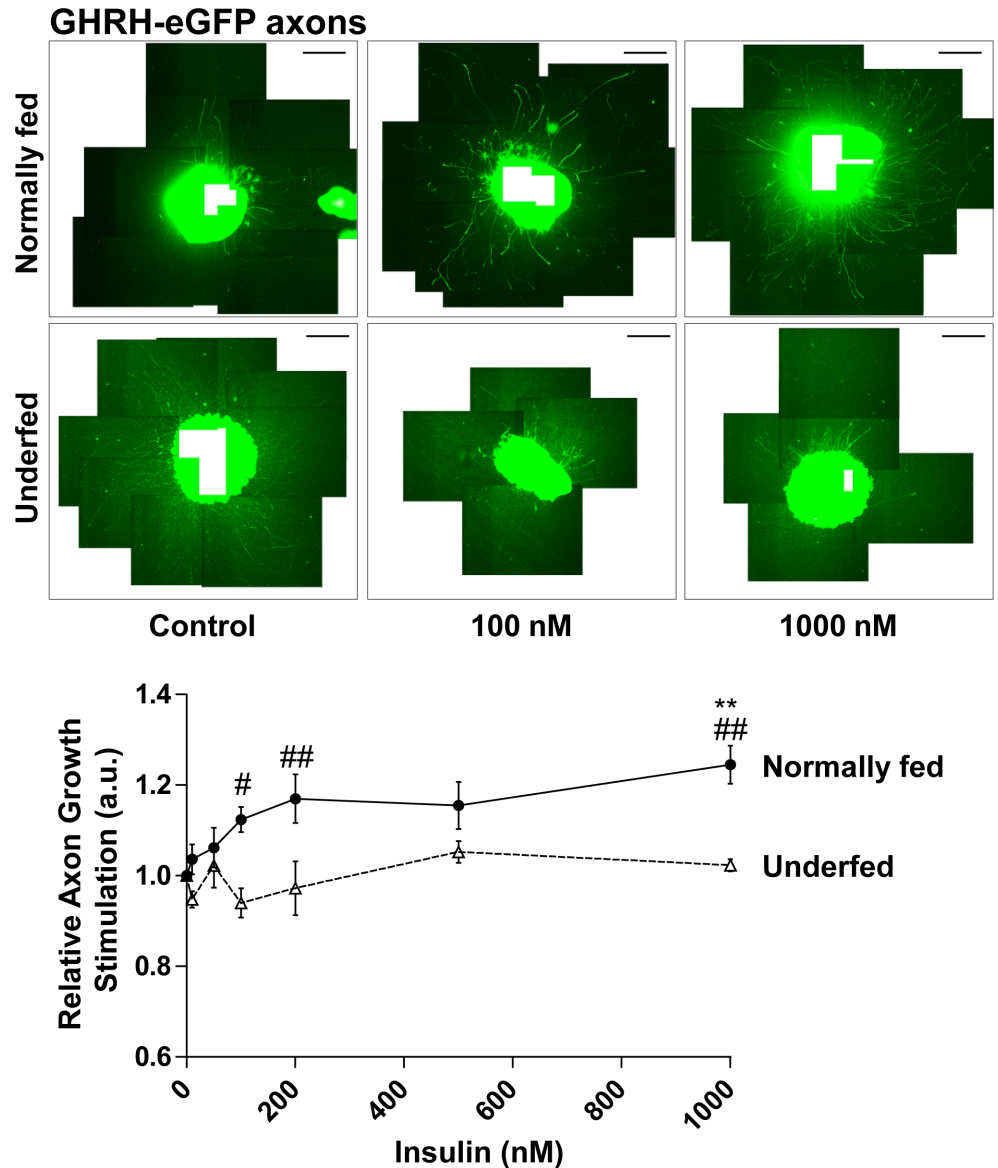 GHRH-eGFP axons
Normally fed
Underfed
Control
100 nM
1000 nM
Relative Axon Growth
Stimulation (a.u.)
1.4
1.2
1.0
0.8
0.6
#
##
**
##
Normally fed
Underfed
0
200
400
600
800
1000
Insulin (nM)